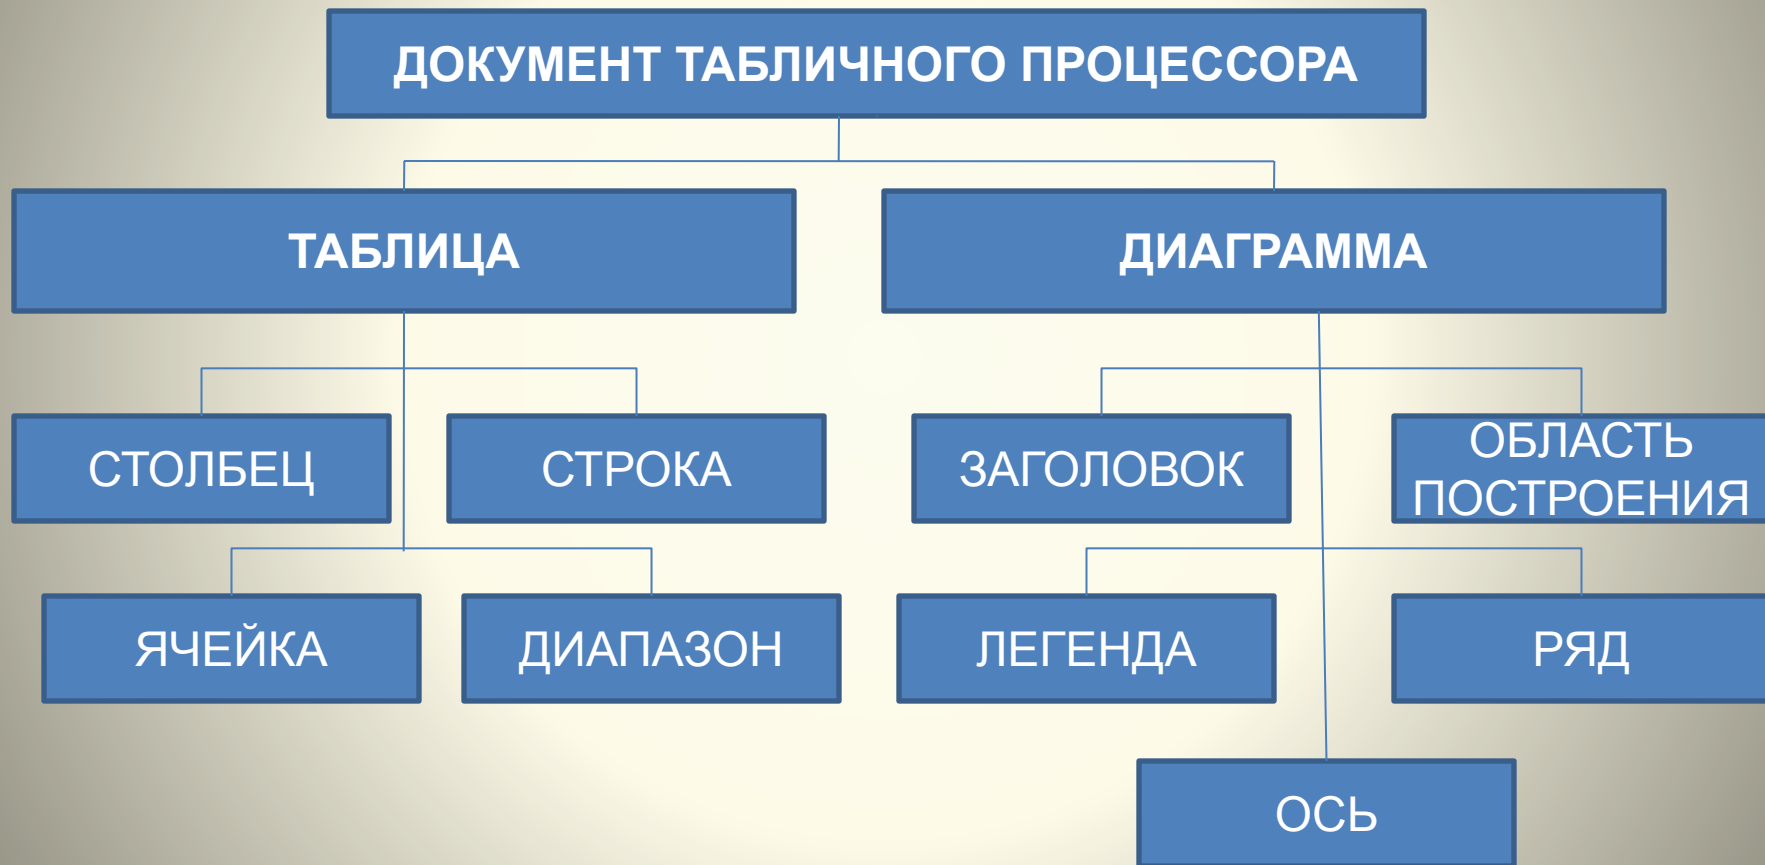 ДОКУМЕНТ ТАБЛИЧНОГО ПРОЦЕССОРА
ТАБЛИЦА
ДИАГРАММА
СТОЛБЕЦ
СТРОКА
ЗАГОЛОВОК
ОБЛАСТЬ
ПОСТРОЕНИЯ
ЯЧЕЙКА
ДИАПАЗОН
ЛЕГЕНДА
РЯД
ОСЬ